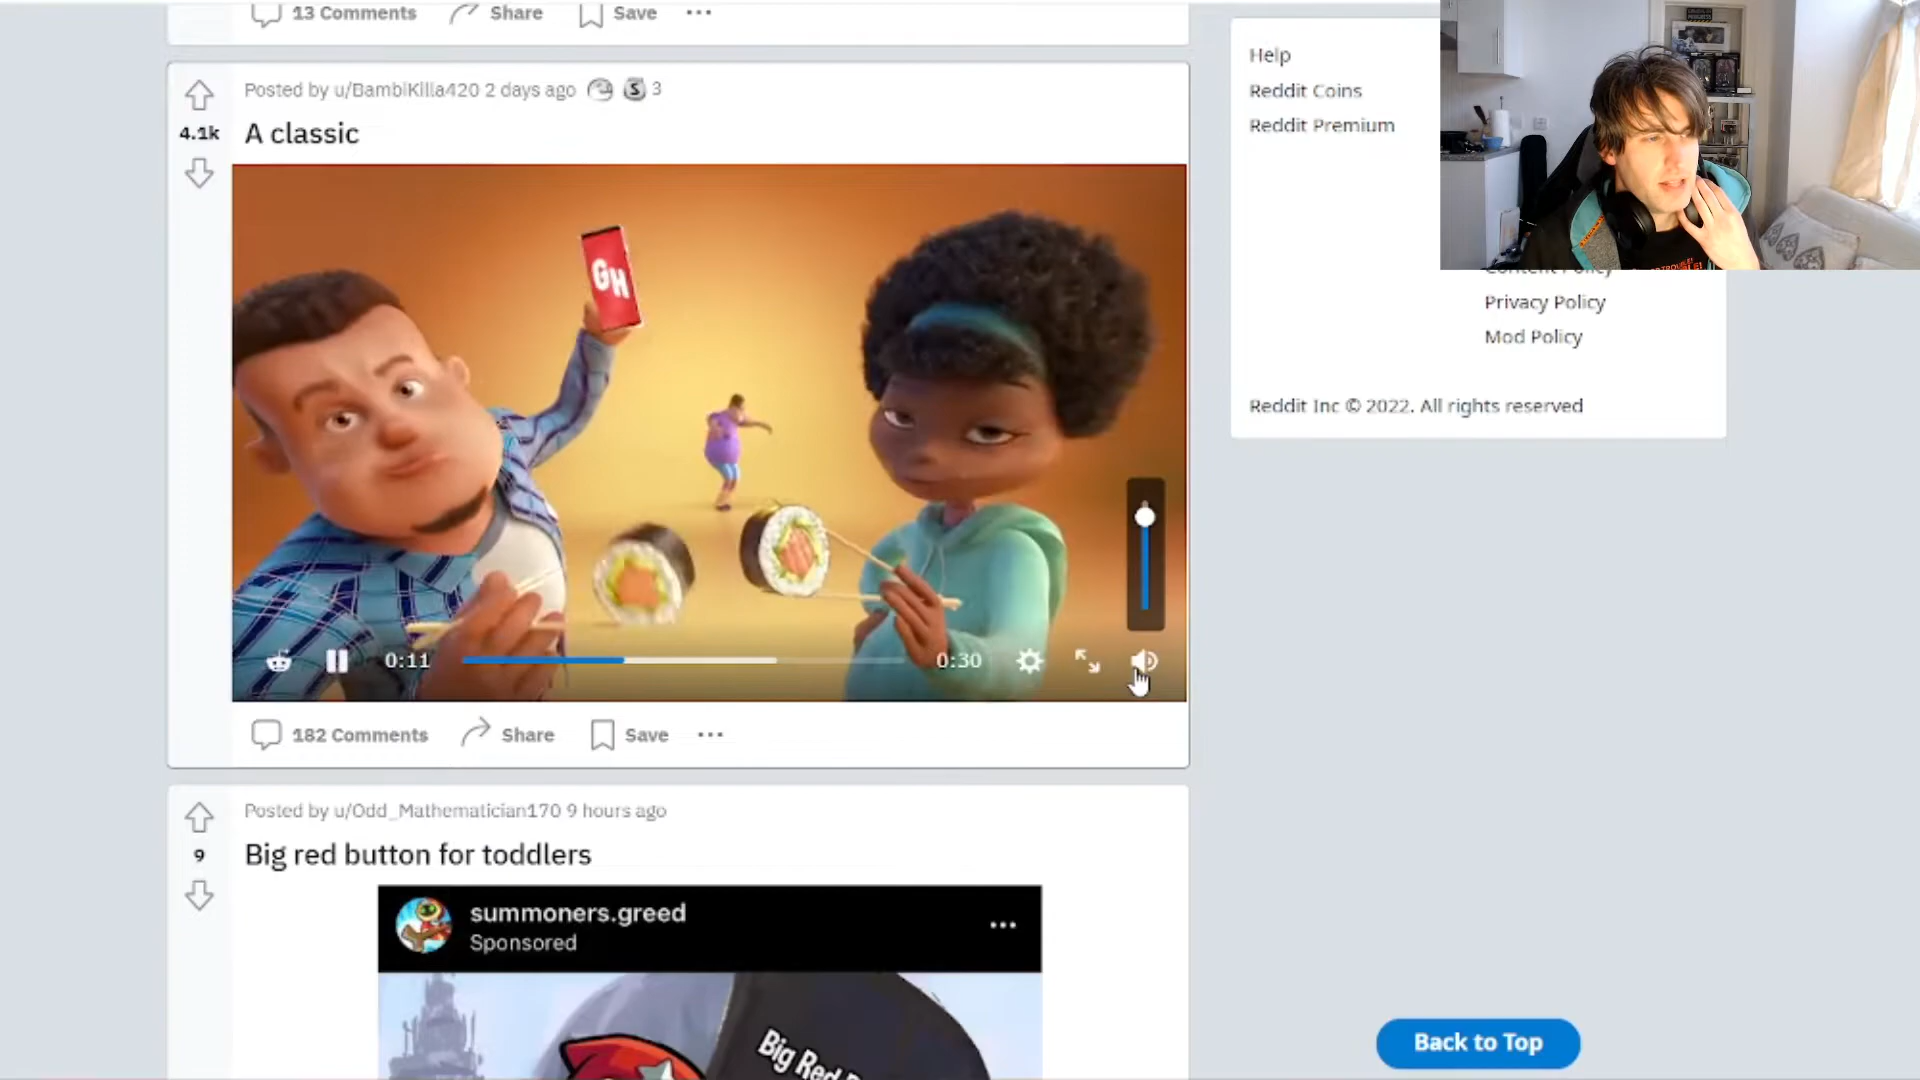 13 Comments
Share
Save
Posted by u/BambiKilla420 2 days ago
3
4.1k
A classic
GH
0:11
0:30
182 Comments
Share
Save
Posted by u/Odd_Mathematician170 9 hours ago
9
Big red button for toddlers
summoners.greed
Sponsored
Big Red
Help
Reddit Coins
Reddit Premium
Content Policy
Privacy Policy
Mod Policy
Reddit Inc © 2022. All rights reserved
Back to Top